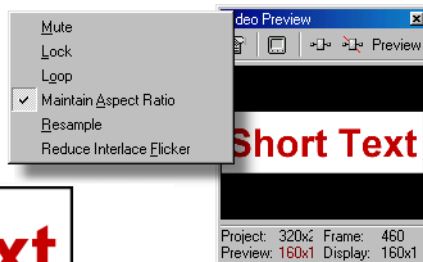 Mute
Lock
Loop
Maintain Aspect Ratio
Resample
Reduce Interlace Flicker
deo Preview
Preview
Short Text
Project: 320x2 Frame: 460
Preview: 160x1 Display: 160x1
xt